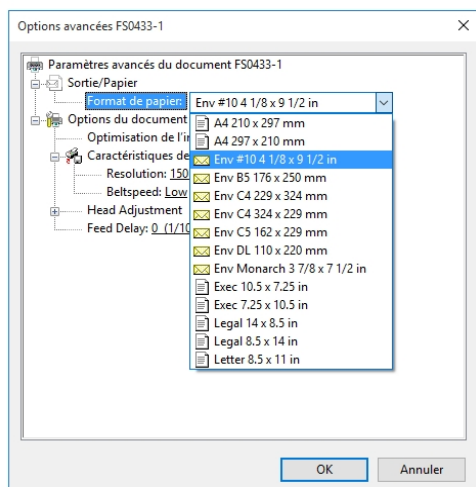 Options avancées FS0433-1
Paramètres avancés du document FS0433-1
Sortie/Papier
Format de papier: Env #10 4 1/8 x 9 1/2 in
Options du document
A4 210 x 297 mm
Optimisation de l'i
A4 297 x 210 mm
Caractéristiques de
Env #10 4 1/8 x 9 1/2 in
Resolution: 150
Env B5 176 x 250 mm
Beltspeed: Low
Env C4 229 x 324 mm
Env C4 324 x 229 mm
Head Adjustment
Env C5 162 x 229 mm
Feed Delay: 0 (1/10
Env DL 110 x 220 mm
Env Monarch 3 7/8 x 7 1/2 in
Exec 10.5 x 7.25 in
Exec 7.25 x 10.5 in
Legal 14 x 8.5 in
Legal 8.5 x 14 in
Letter 8.5 x 11 in
OK
Annuler